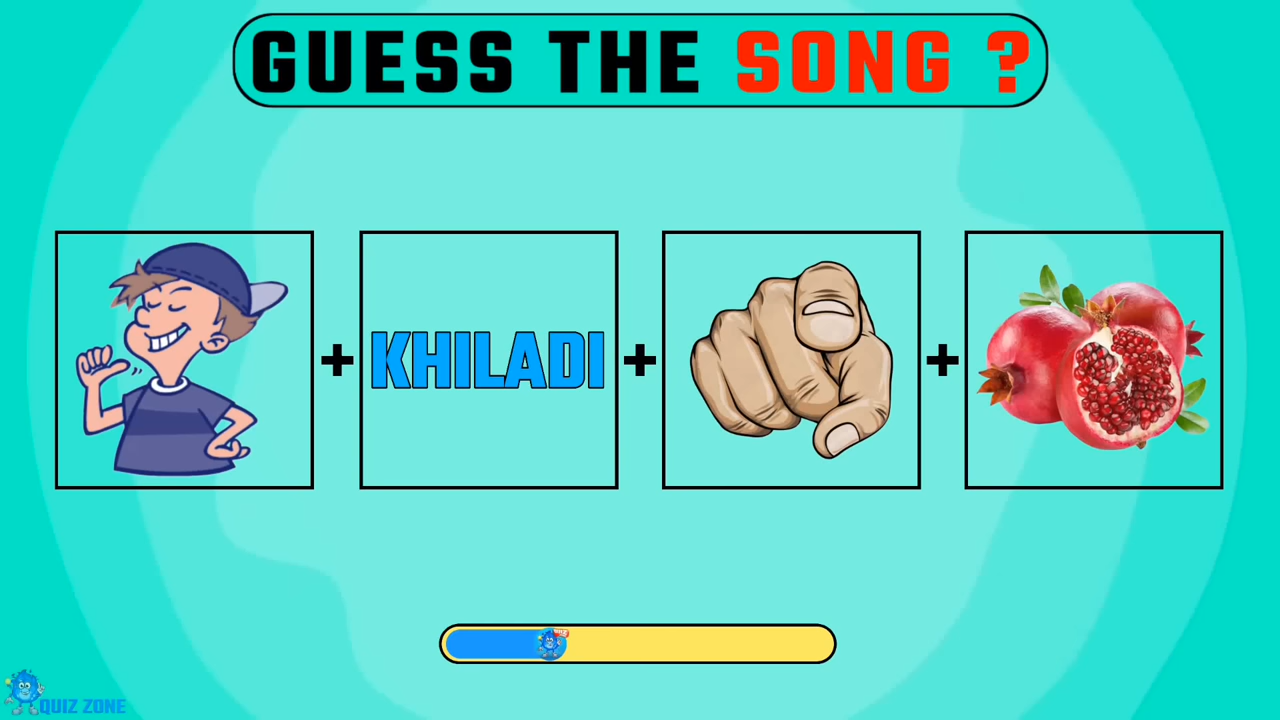 GUESS THE SONG ?
+ KHILADI + +
QUIZ ZONE